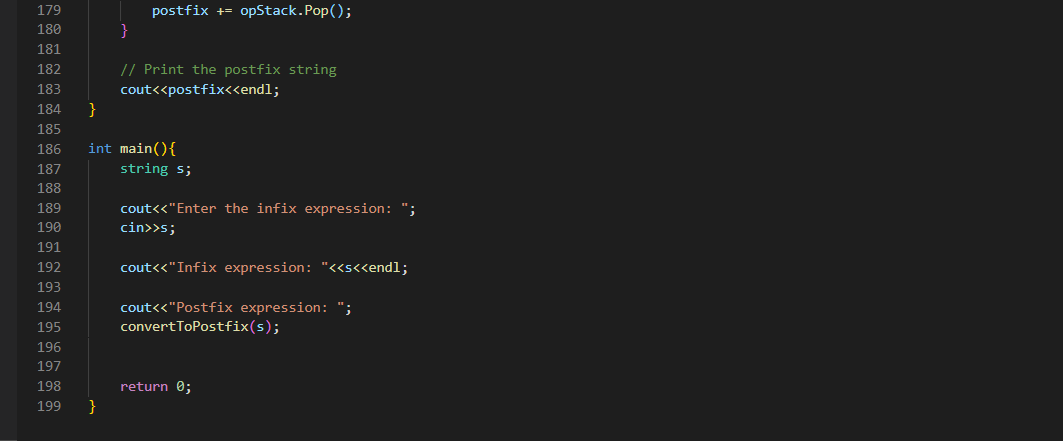 179 postfix += opStack.Pop();
180 }
181
182 // Print the postfix string
183 cout<<postfix<<endl;
184 }
185
186 int main(){
187 string s;
188
189 cout<<"Enter the infix expression: ";
190 cin>>s;
191
192 cout<<"Infix expression: "<<s<<endl;
193
194 cout<<"Postfix expression: ";
195 convertToPostfix(s);
196
197
198 return 0;
199 }